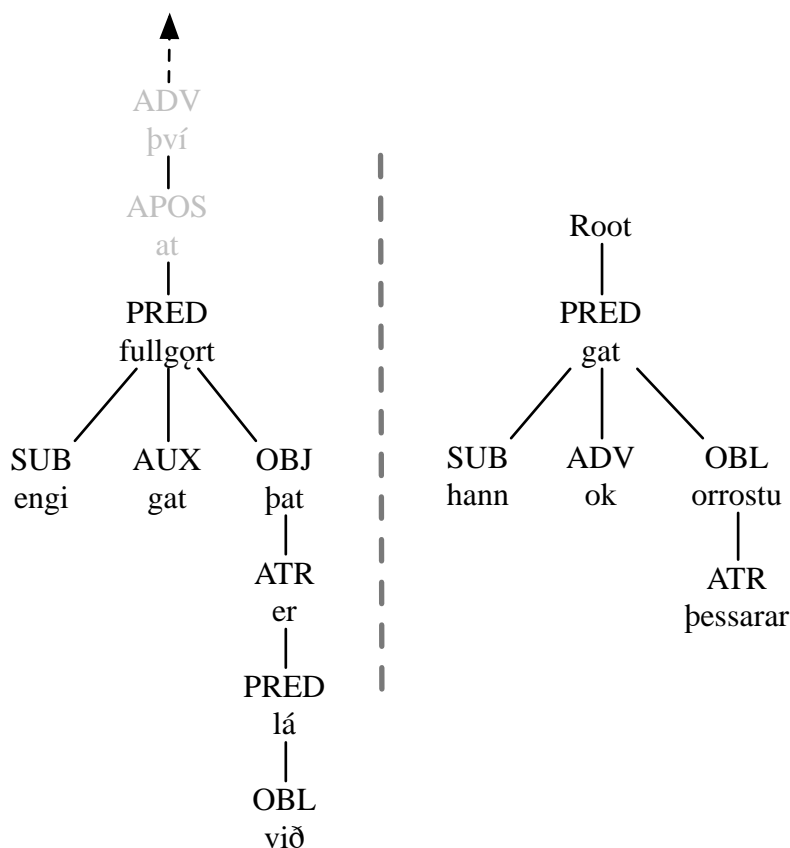 ADV
því
APOS
at
PRED
fullgǫrt
SUB AUX OBJ
engi gat þat
ATR
er
PRED
lá
OBL
við
Root
PRED
gat
SUB ADV OBL
hann ok orrostu
ATR
þessarar